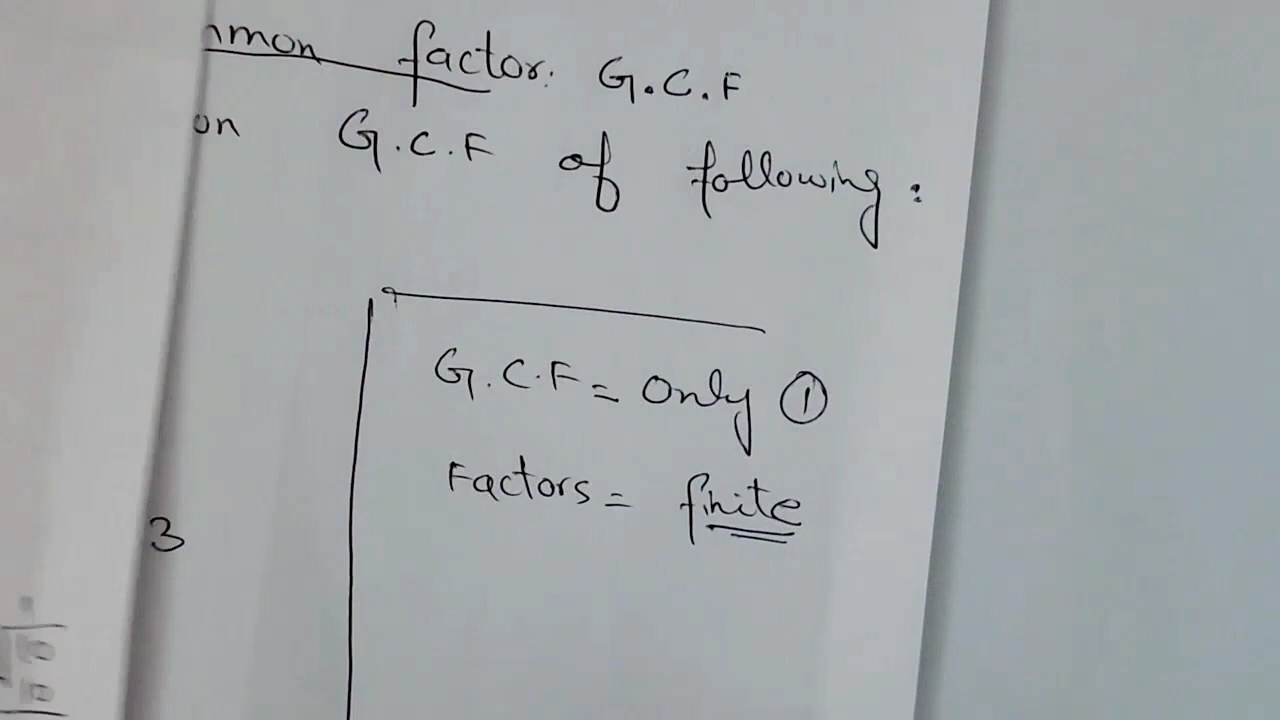 mmon factor. G.C.F
on G.C.F of following:
G.C.F = Only ①
Factors = finite
3